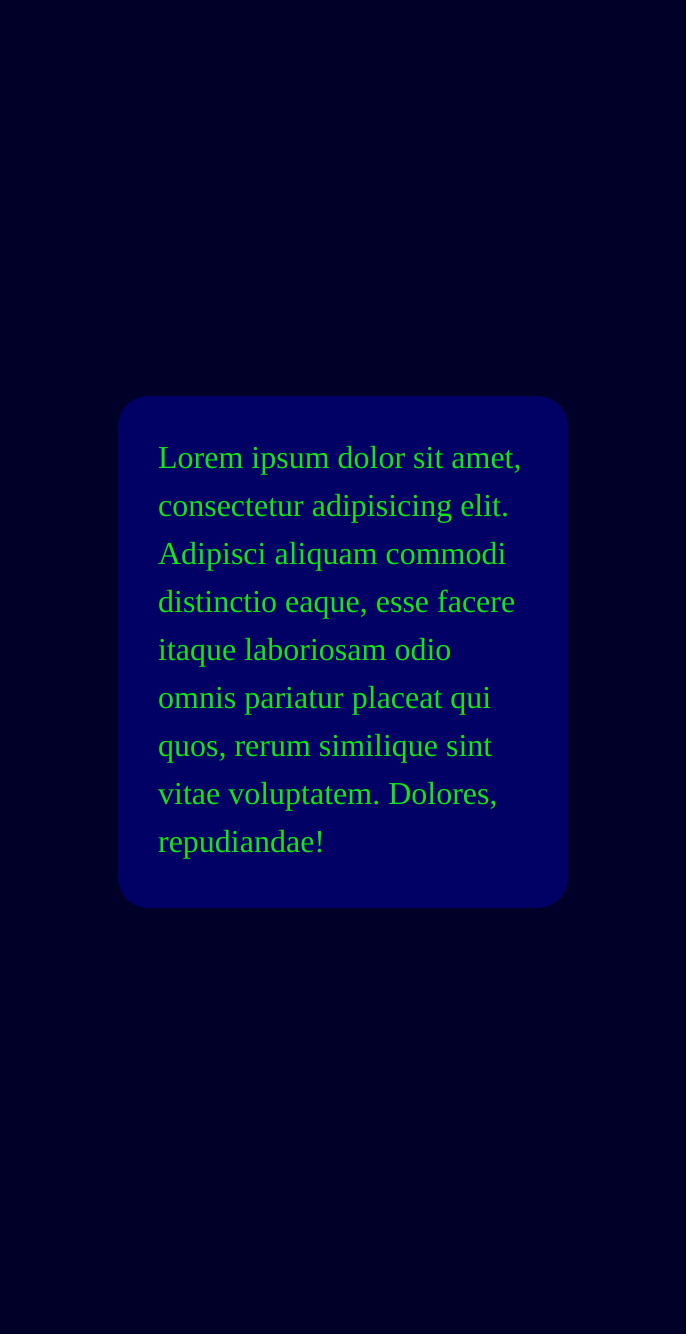 Lorem ipsum dolor sit amet,
consectetur adipisicing elit.
Adipisci aliquam commodi
distinctio eaque, esse facere
itaque laboriosam odio
omnis pariatur placeat qui
quos, rerum similique sint
vitae voluptatem. Dolores,
repudiandae!